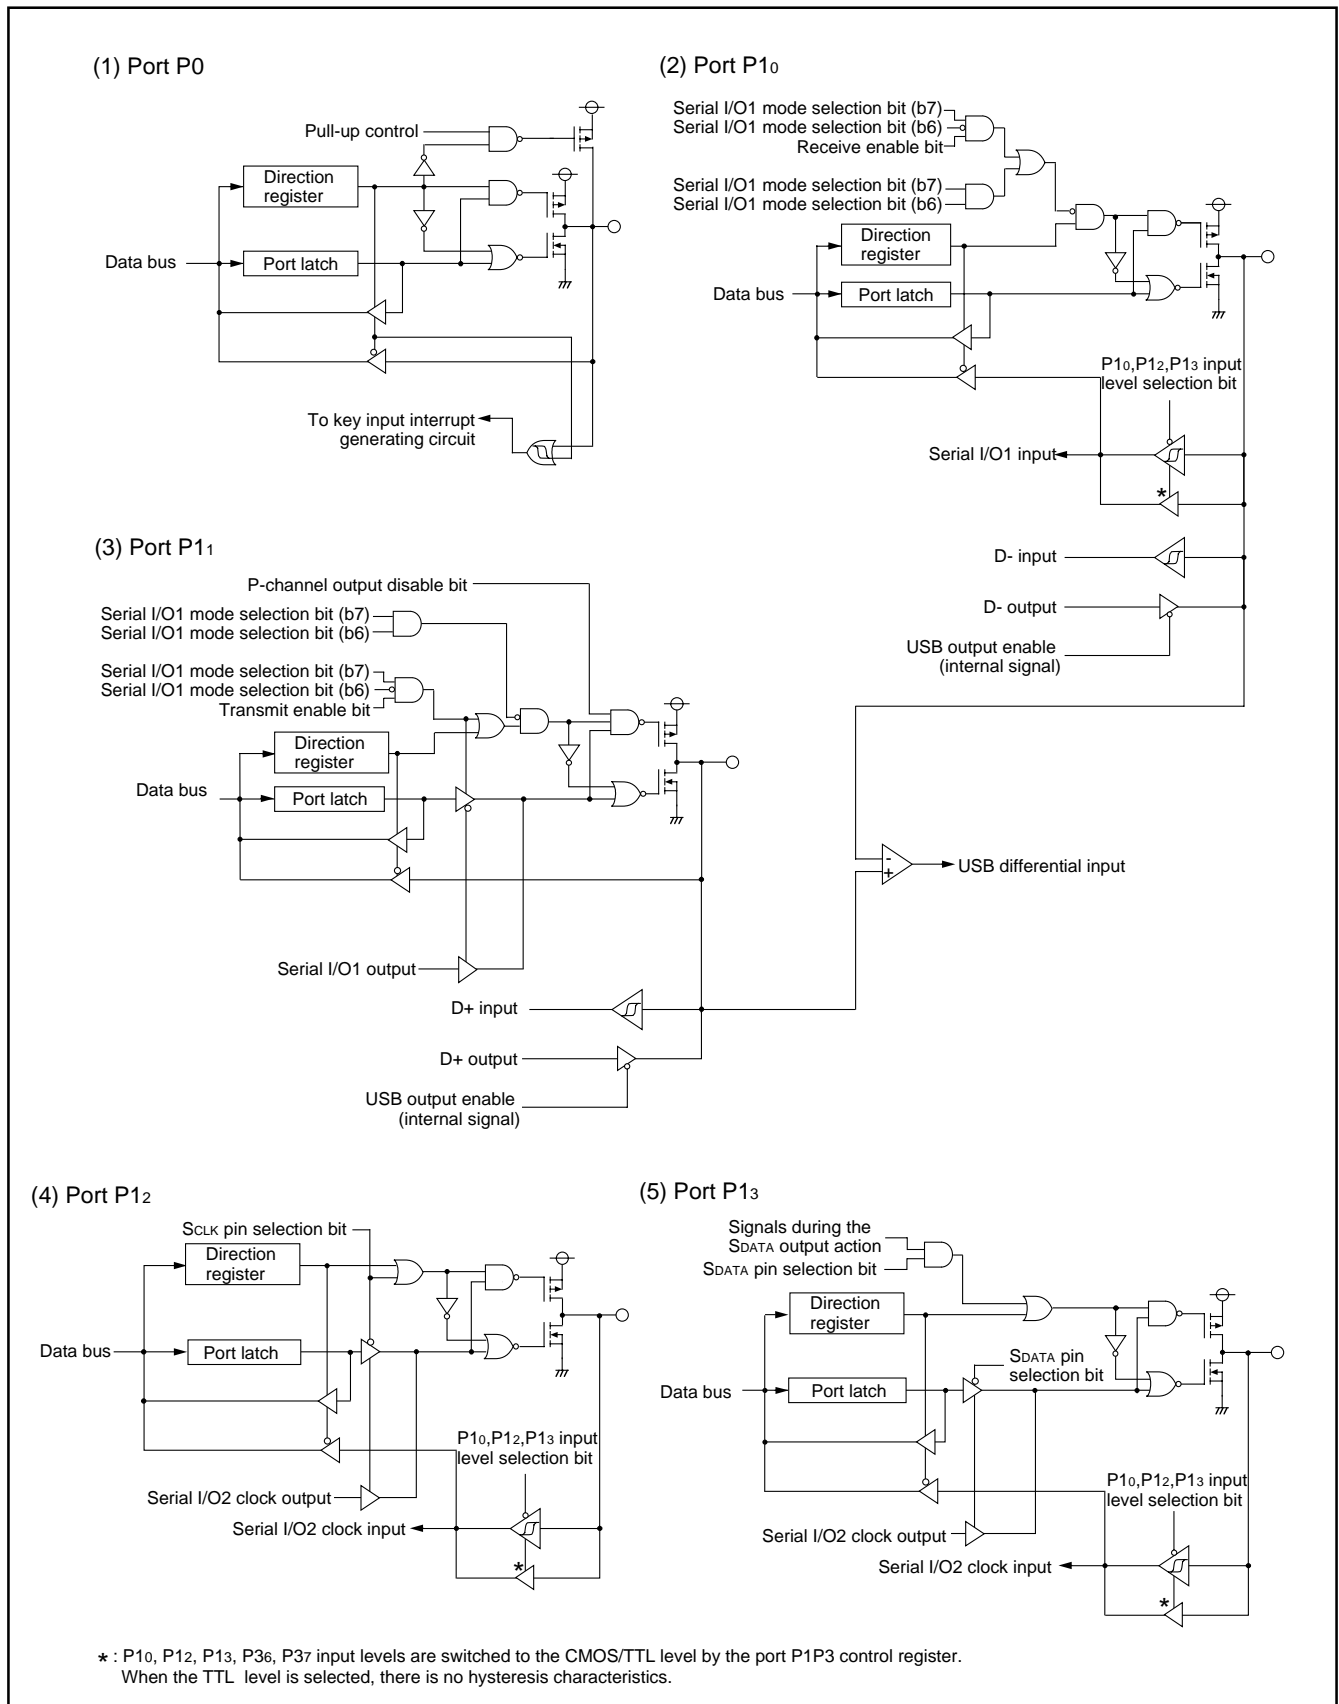 (1) Port P0
Pull-up control
Direction
register
Data bus
Port latch
To key input interrupt
generating circuit
(2) Port P10
Serial I/O1 mode selection bit (b7)
Serial I/O1 mode selection bit (b6)
Receive enable bit
Serial I/O1 mode selection bit (b7)
Serial I/O1 mode selection bit (b6)
Direction
register
Data bus
Port latch
P10,P12,P13 input
level selection bit
Serial I/O1 input
*
D- input
D- output
USB output enable
(internal signal)
(3) Port P11
P-channel output disable bit
Serial I/O1 mode selection bit (b7)
Serial I/O1 mode selection bit (b6)
Serial I/O1 mode selection bit (b7)
Serial I/O1 mode selection bit (b6)
Transmit enable bit
Direction
register
Data bus
Port latch
-
+
USB differential input
Serial I/O1 output
D+ input
D+ output
USB output enable
(internal signal)
(4) Port P12
SCLK pin selection bit
Direction
register
Data bus
Port latch
P10,P12,P13 input
level selection bit
Serial I/O2 clock output
Serial I/O2 clock input
*
(5) Port P13
Signals during the
SDATA output action
SDATA pin selection bit
Direction
register
SDATA pin
selection bit
Data bus
Port latch
P10,P12,P13 input
level selection bit
Serial I/O2 clock output
Serial I/O2 clock input
*
* : P10, P12, P13, P36, P37 input levels are switched to the CMOS/TTL level by the port P1P3 control register.
When the TTL level is selected, there is no hysteresis characteristics.